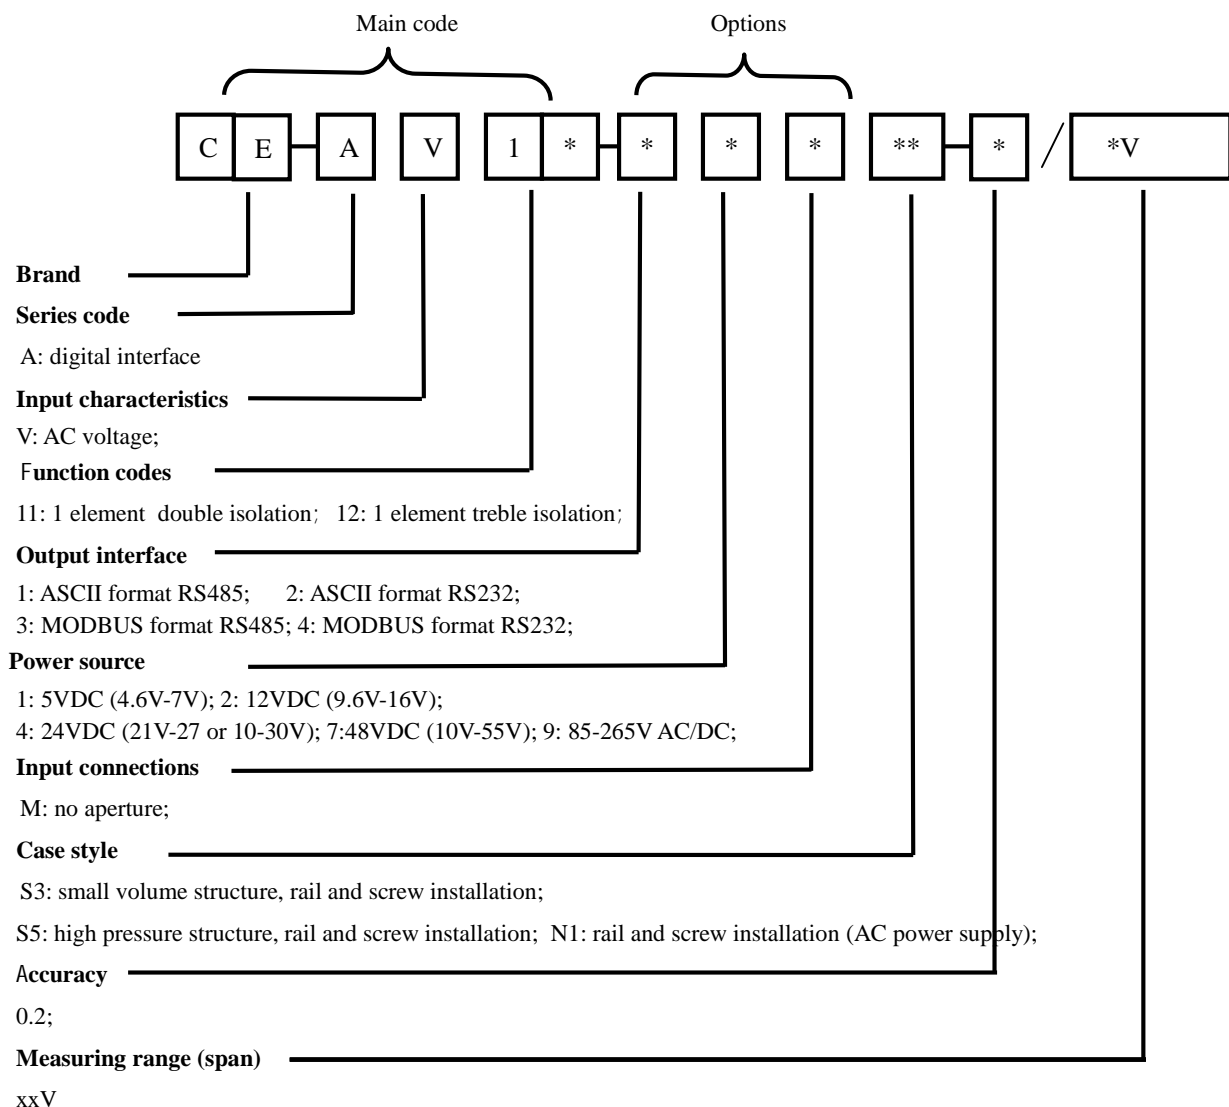 Main code Options
C E A V 1 * * * * ** * / *V
Brand
Series code
A: digital interface
Input characteristics
V: AC voltage;
Function codes
11: 1 element double isolation; 12: 1 element treble isolation;
Output interface
1: ASCII format RS485; 2: ASCII format RS232;
3: MODBUS format RS485; 4: MODBUS format RS232;
Power source
1: 5VDC (4.6V-7V); 2: 12VDC (9.6V-16V);
4: 24VDC (21V-27 or 10-30V); 7:48VDC (10V-55V); 9: 85-265V AC/DC;
Input connections
M: no aperture;
Case style
S3: small volume structure, rail and screw installation;
S5: high pressure structure, rail and screw installation; N1: rail and screw installation (AC power supply);
Accuracy
0.2;
Measuring range (span)
xxV